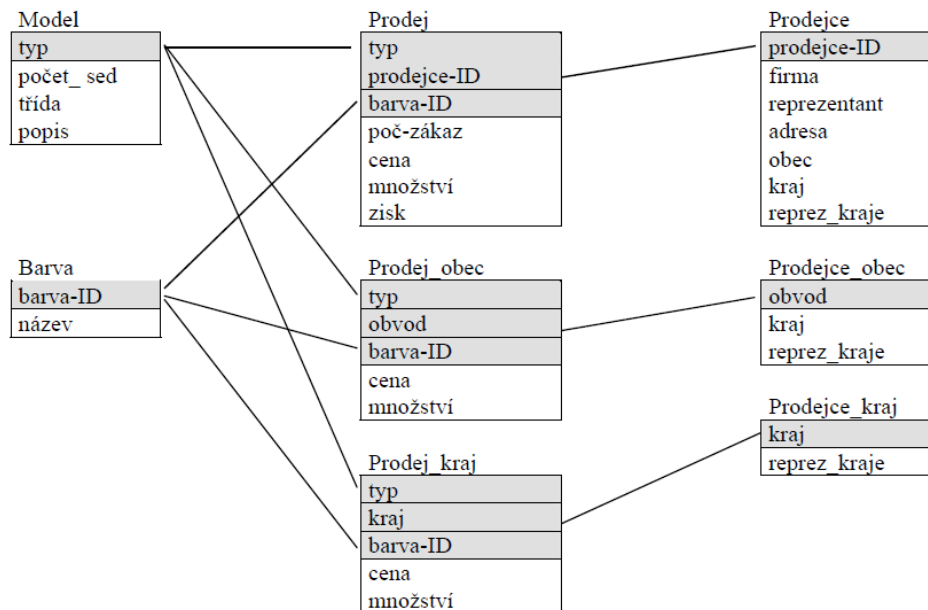 Model
typ
počet_ sed
třída
popis
Barva
barva-ID
název
Prodej
typ
prodejce-ID
barva-ID
poč-zákaz
cena
množství
zisk
Prodej_obec
typ
obvod
barva-ID
cena
množství
Prodej_kraj
typ
kraj
barva-ID
cena
množství
Prodejce
prodejce-ID
firma
reprezentant
adresa
obec
kraj
reprez_kraje
Prodejce_obec
obvod
kraj
reprez_kraje
Prodejce_kraj
kraj
reprez_kraje